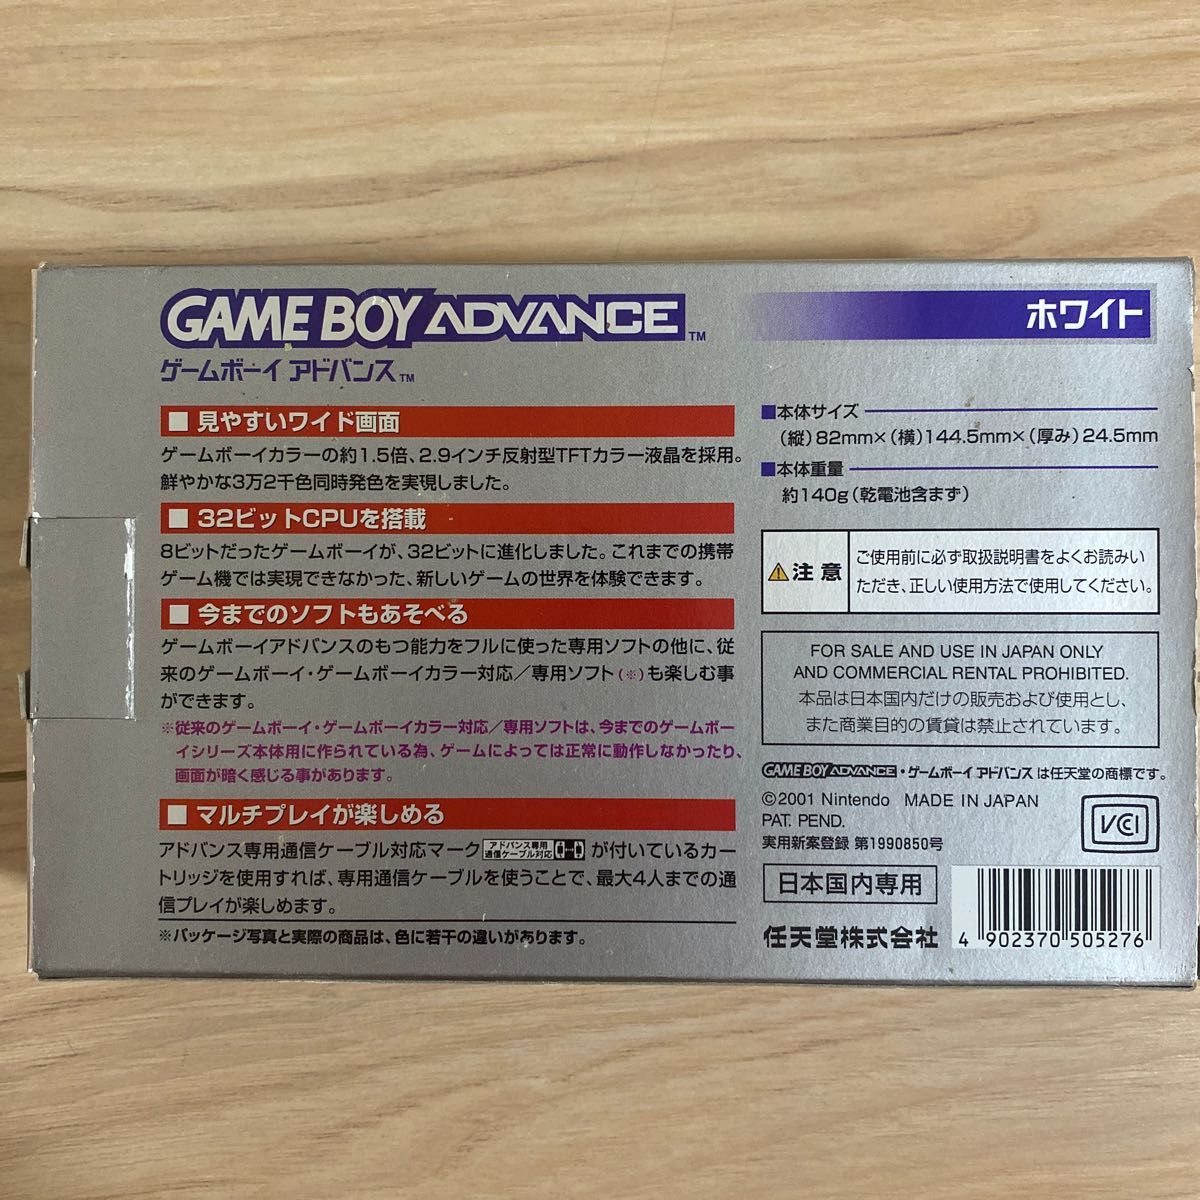 GAME BOY ADVANCE™
ゲームボーイ アドバンス™
ホワイト
■ 見やすいワイド画面
ゲームボーイカラーの約1.5倍、2.9インチ反射型TFTカラー液晶を採用。
鮮やかな3万2千色同時発色を実現しました。
■ 32ビットCPUを搭載
8ビットだったゲームボーイが、32ビットに進化しました。これまでの携帯
ゲーム機では実現できなかった、新しいゲームの世界を体験できます。
■ 今までのソフトもあそべる
ゲームボーイアドバンスのもつ能力をフルに使った専用ソフトの他に、従
来のゲームボーイ・ゲームボーイカラー対応／専用ソフト(※)も楽しむ事
ができます。
※従来のゲームボーイ・ゲームボーイカラー対応／専用ソフトは、今までのゲームボー
イシリーズ本体用に作られている為、ゲームによっては正常に動作しなかったり、
画面が暗く感じる事があります。
■ マルチプレイが楽しめる
アドバンス専用通信ケーブル対応マーク アドバンス専用 通信ケーブル対応 が付いているカー
トリッジを使用すれば、専用通信ケーブルを使うことで、最大4人までの通
信プレイが楽しめます。
※パッケージ写真と実際の商品は、色に若干の違いがあります。
■本体サイズ
（縦）82mm×（横）144.5mm×（厚み）24.5mm
■本体重量
約140g（乾電池含まず）
注意
ご使用前に必ず取扱説明書をよくお読みい
ただき、正しい使用方法で使用してください。
FOR SALE AND USE IN JAPAN ONLY
AND COMMERCIAL RENTAL PROHIBITED.
本品は日本国内だけの販売および使用とし、
また商業目的の賃貸は禁止されています。
GAME BOY ADVANCE・ゲームボーイ アドバンス は任天堂の商標です。
©2001 Nintendo MADE IN JAPAN
PAT. PEND.
実用新案登録 第1990850号
VCCI
日本国内専用
任天堂株式会社
4 902370 505276